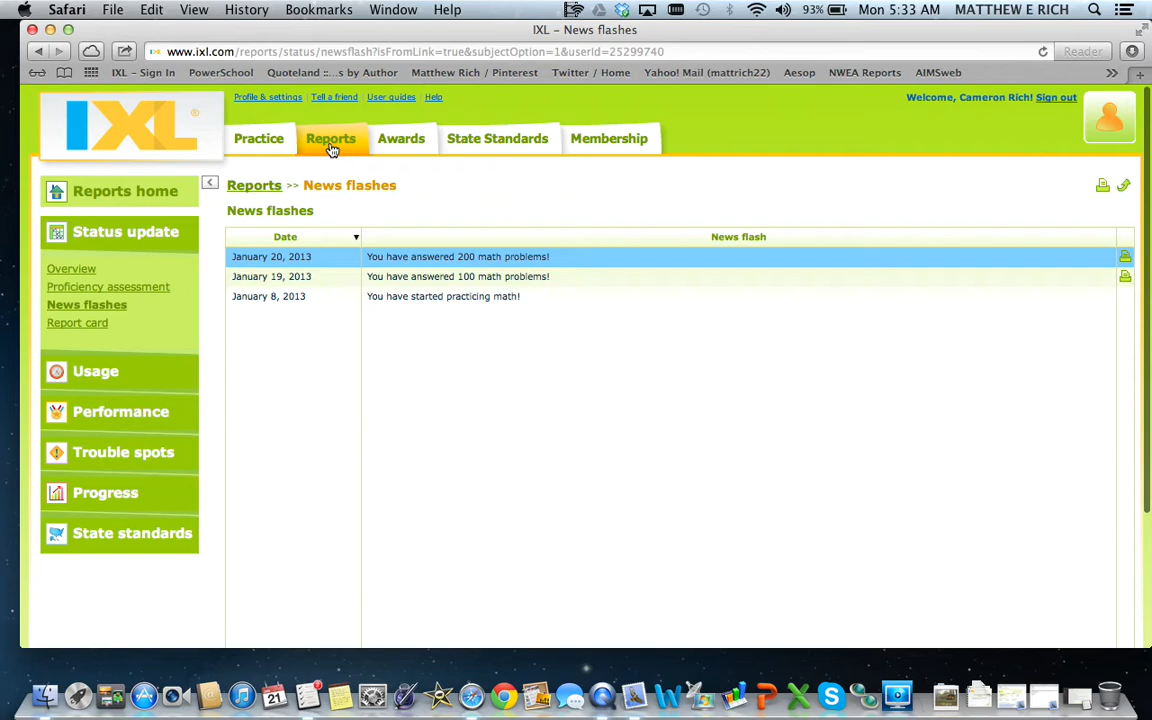 Safari File Edit View History Bookmarks Window Help 93% Mon 5:33 AM MATTHEW E RICH
IXL – News flashes
www.ixl.com/reports/status/newsflash?isFromLink=true&subjectOption=1&userId=25299740 Reader
IXL – Sign In PowerSchool Quoteland ::...s by Author Matthew Rich / Pinterest Twitter / Home Yahoo! Mail (mattrich22) Aesop NWEA Reports AIMSweb
IXL ®
Profile & settings Tell a friend User guides Help
Welcome, Cameron Rich! Sign out
Practice Reports Awards State Standards Membership
Reports home
Status update
Overview
Proficiency assessment
News flashes
Report card
Usage
Performance
Trouble spots
Progress
State standards
Reports >> News flashes
News flashes
Date News flash
January 20, 2013 You have answered 200 math problems!
January 19, 2013 You have answered 100 math problems!
January 8, 2013 You have started practicing math!
21
7